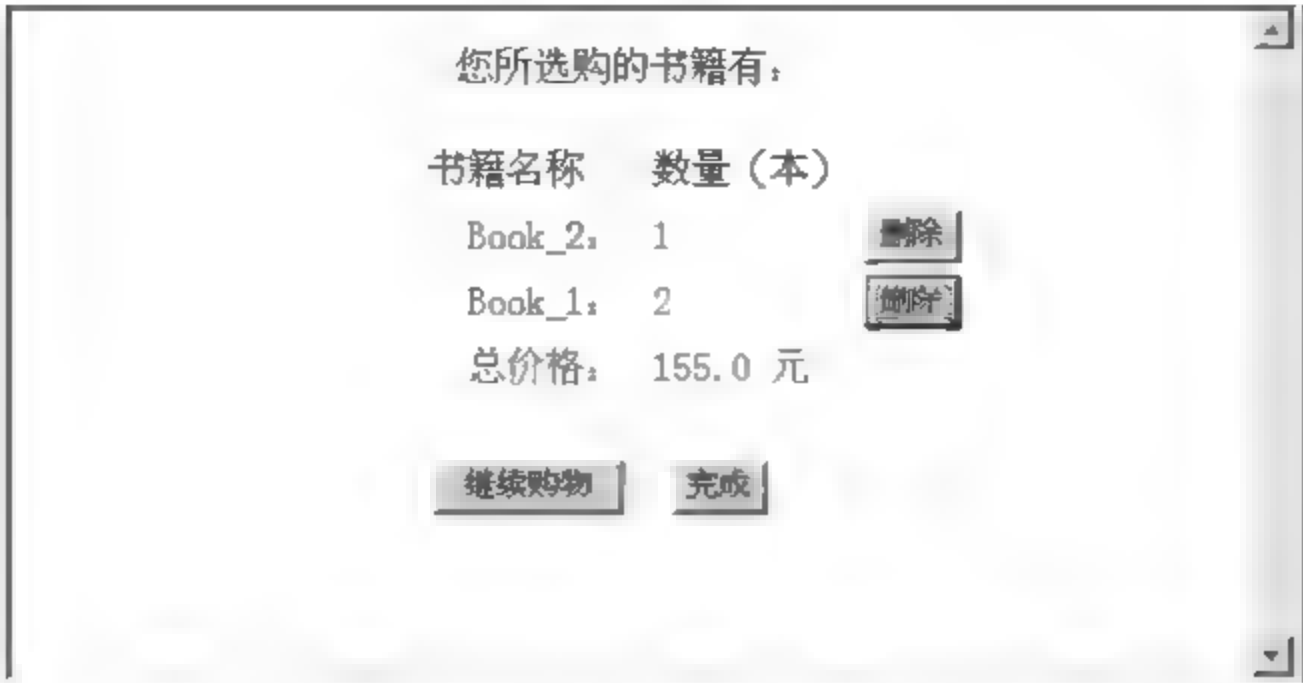 您所选购的书籍有：
书籍名称 数量（本）
Book_2： 1 删除
Book_1： 2 删除
总价格： 155.0 元
继续购物 完成